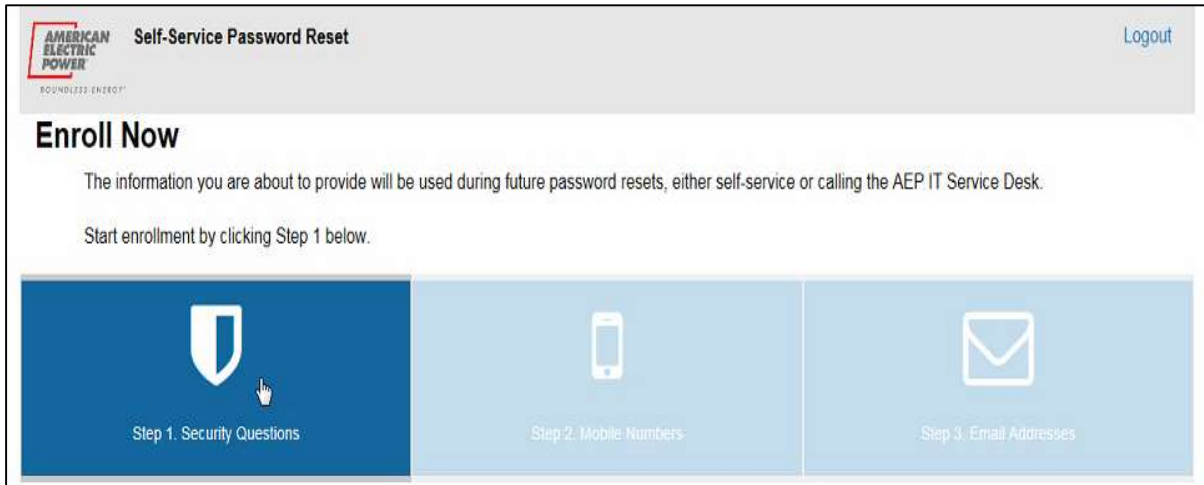 AMERICAN
ELECTRIC
POWER
BOUNDLESS ENERGY
Self-Service Password Reset
Logout
Enroll Now
The information you are about to provide will be used during future password resets, either self-service or calling the AEP IT Service Desk.
Start enrollment by clicking Step 1 below.
Step 1. Security Questions
Step 2. Mobile Numbers
Step 3. Email Addresses